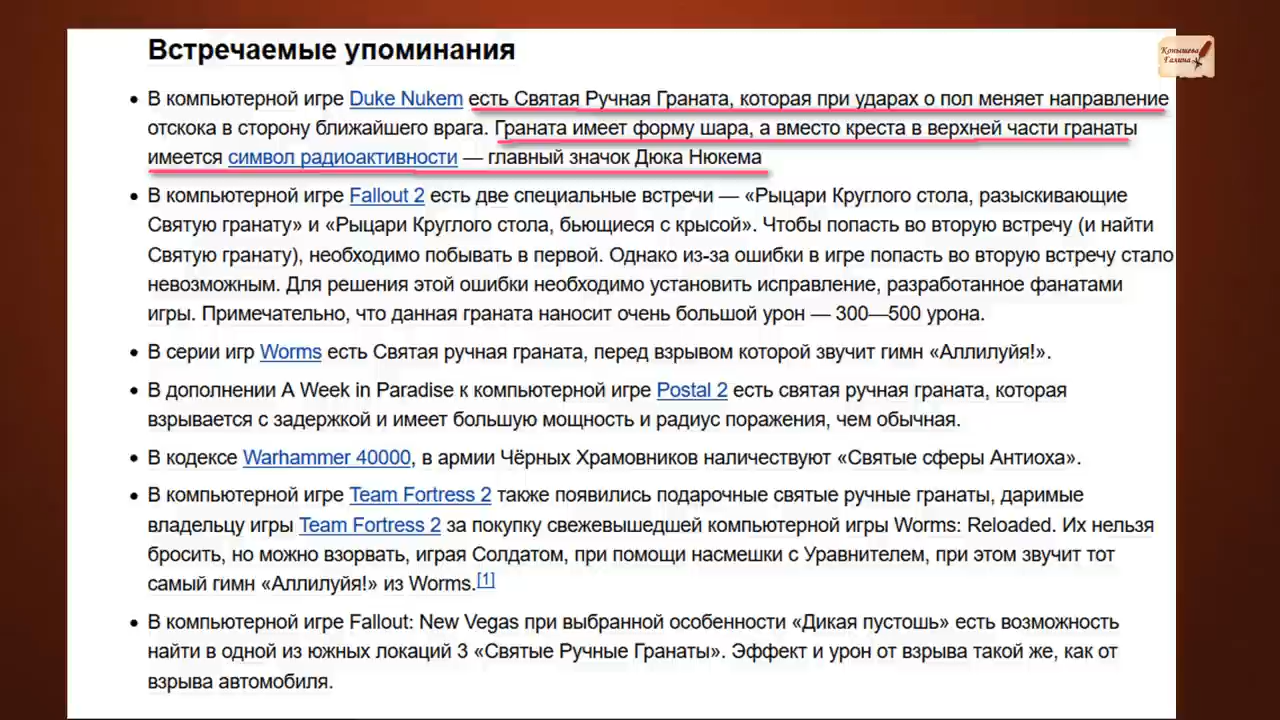 Встречаемые упоминания
Конышева
Галина
• В компьютерной игре Duke Nukem есть Святая Ручная Граната, которая при ударах о пол меняет направление
отскока в сторону ближайшего врага. Граната имеет форму шара, а вместо креста в верхней части гранаты
имеется символ радиоактивности — главный значок Дюка Нюкема
• В компьютерной игре Fallout 2 есть две специальные встречи — «Рыцари Круглого стола, разыскивающие
Святую гранату» и «Рыцари Круглого стола, бьющиеся с крысой». Чтобы попасть во вторую встречу (и найти
Святую гранату), необходимо побывать в первой. Однако из-за ошибки в игре попасть во вторую встречу стало
невозможным. Для решения этой ошибки необходимо установить исправление, разработанное фанатами
игры. Примечательно, что данная граната наносит очень большой урон — 300—500 урона.
• В серии игр Worms есть Святая ручная граната, перед взрывом которой звучит гимн «Аллилуйя!».
• В дополнении A Week in Paradise к компьютерной игре Postal 2 есть святая ручная граната, которая
взрывается с задержкой и имеет большую мощность и радиус поражения, чем обычная.
• В кодексе Warhammer 40000, в армии Чёрных Храмовников наличествуют «Святые сферы Антиоха».
• В компьютерной игре Team Fortress 2 также появились подарочные святые ручные гранаты, даримые
владельцу игры Team Fortress 2 за покупку свежевышедшей компьютерной игры Worms: Reloaded. Их нельзя
бросить, но можно взорвать, играя Солдатом, при помощи насмешки с Уравнителем, при этом звучит тот
самый гимн «Аллилуйя!» из Worms.[1]
• В компьютерной игре Fallout: New Vegas при выбранной особенности «Дикая пустошь» есть возможность
найти в одной из южных локаций 3 «Святые Ручные Гранаты». Эффект и урон от взрыва такой же, как от
взрыва автомобиля.